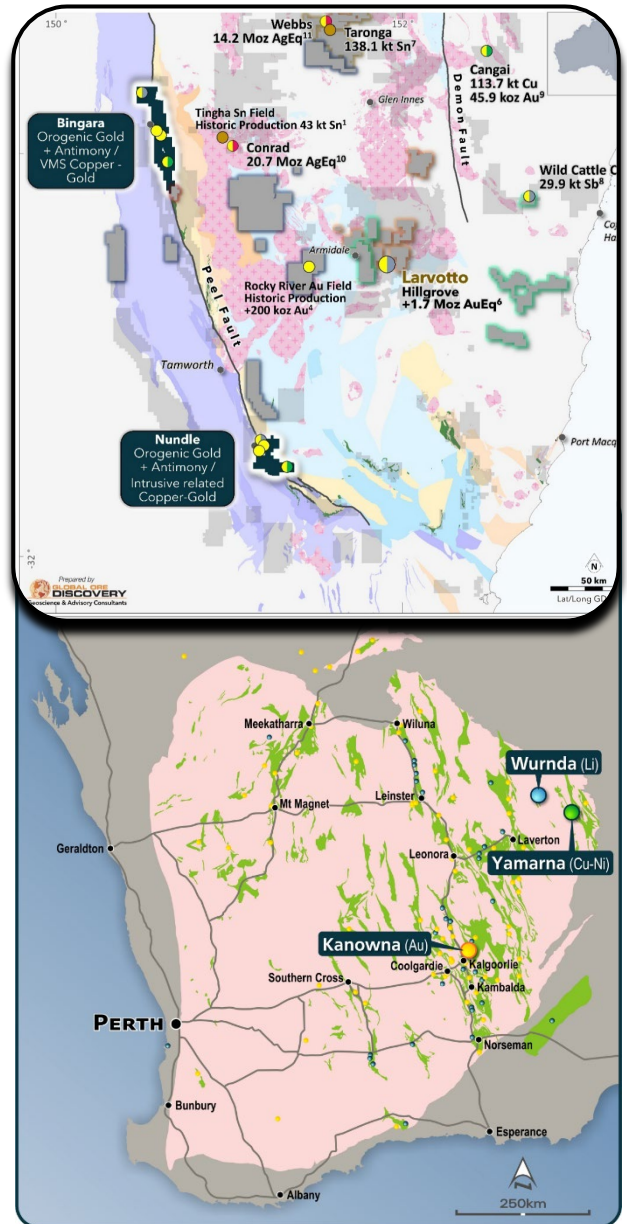 150
152
Webbs
14.2 Moz AgEq11
Taronga
138.1 kt Sn7
Cangai
113.7 kt Cu
45.9 koz Au9
Demon Fault
Glen Innes
Bingara
Orogenic Gold
+ Antimony /
VMS Copper -
Gold
Tingha Sn Field
Historic Production 43 kt Sn1
Conrad
20.7 Moz AgEq10
Wild Cattle C
29.9 kt Sb8
Co
Ha
Armidale
Larvotto
Hillgrove
+1.7 Moz AuEq6
Rocky River Au Field
Historic Production
+200 koz Au4
Peel Fault
Tamworth
Nundle
Orogenic Gold
+ Antimony /
Intrusive related
Copper-Gold
Port Macq
-32°
Prepared by
GLOBAL ORE
DISCOVERY
Geoscience & Advisory Consultants
N
50 km
Lat/Long GD
Meekatharra
Wiluna
Wurnda (Li)
Leinster
Mt Magnet
Laverton
Geraldton
Leonora
Yamarna (Cu-Ni)
Kanowna (Au)
Coolgardie
Kalgoorlie
Southern Cross
Kambalda
PERTH
Norseman
Bunbury
Esperance
Albany
N
250km